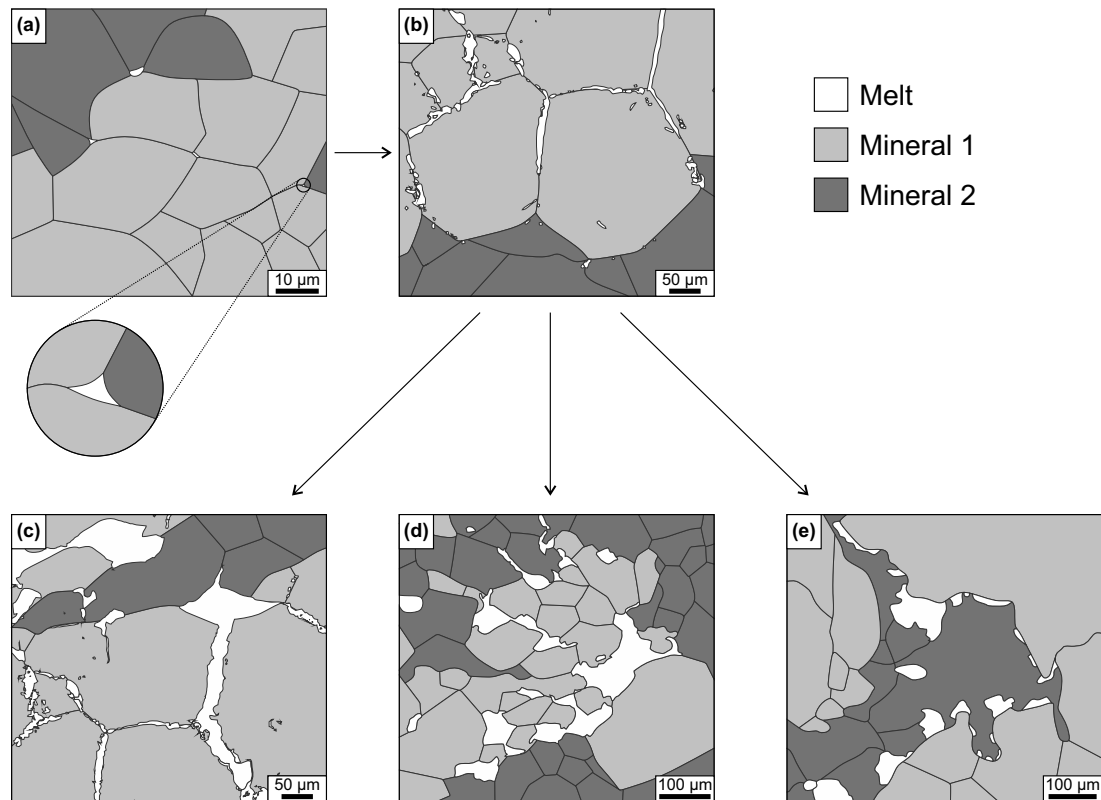 (a)
10 µm
(b)
50 µm
Melt
Mineral 1
Mineral 2
(c)
50 µm
(d)
100 µm
(e)
100 µm